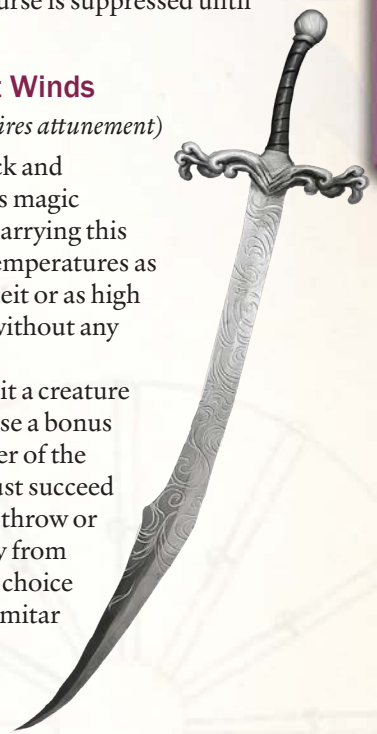 urse is suppressed until
Winds
ires attunement)
ck and
s magic
arrying this
emperatures as
eit or as high
without any
it a creature
se a bonus
er of the
ust succeed
throw or
y from
choice
mitar